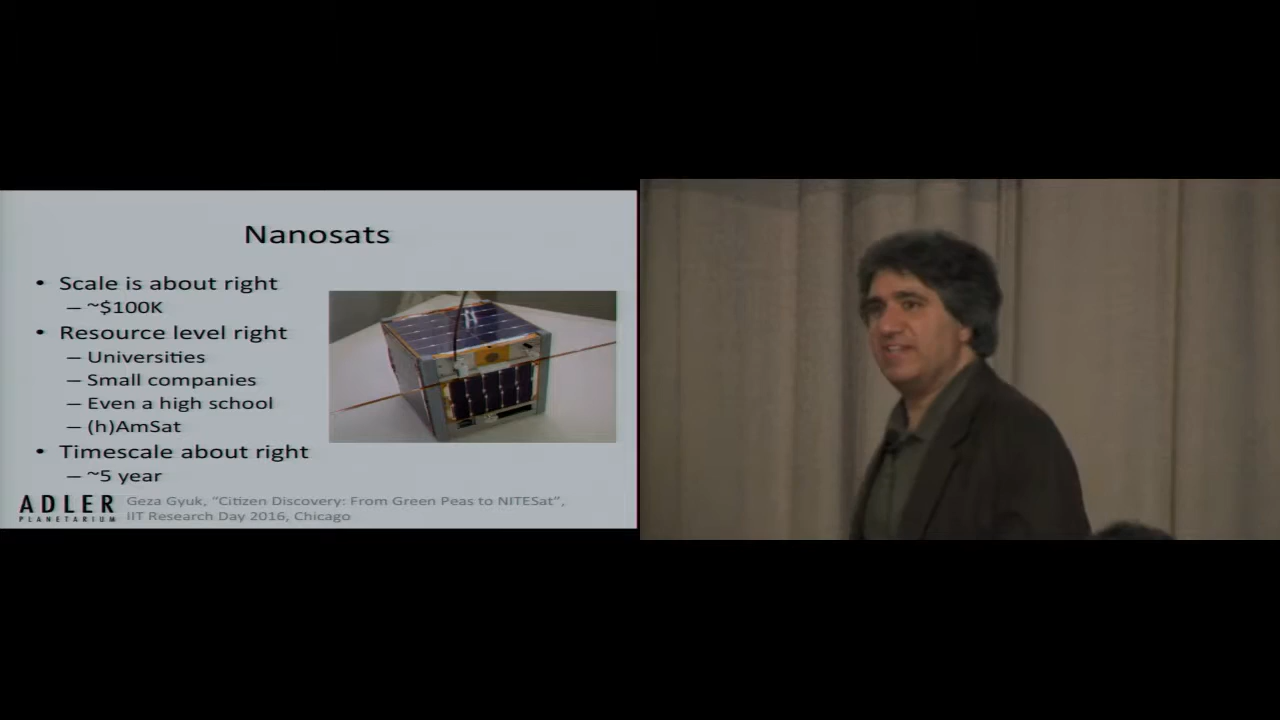 Nanosats
• Scale is about right
– ~$100K
• Resource level right
– Universities
– Small companies
– Even a high school
– (h)AmSat
• Timescale about right
– ~5 year
ADLER
PLANETARIUM
Geza Gyuk, "Citizen Discovery: From Green Peas to NITESat",
IIT Research Day 2016, Chicago